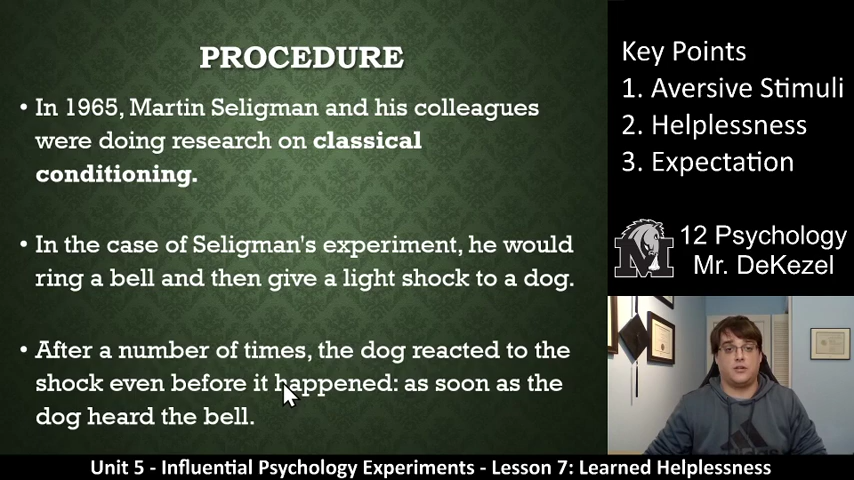 PROCEDURE
• In 1965, Martin Seligman and his colleagues
were doing research on classical
conditioning.
• In the case of Seligman's experiment, he would
ring a bell and then give a light shock to a dog.
• After a number of times, the dog reacted to the
shock even before it happened: as soon as the
dog heard the bell.
Key Points
1. Aversive Stimuli
2. Helplessness
3. Expectation
M
12 Psychology
Mr. DeKezel
adidas
Unit 5 - Influential Psychology Experiments - Lesson 7: Learned Helplessness